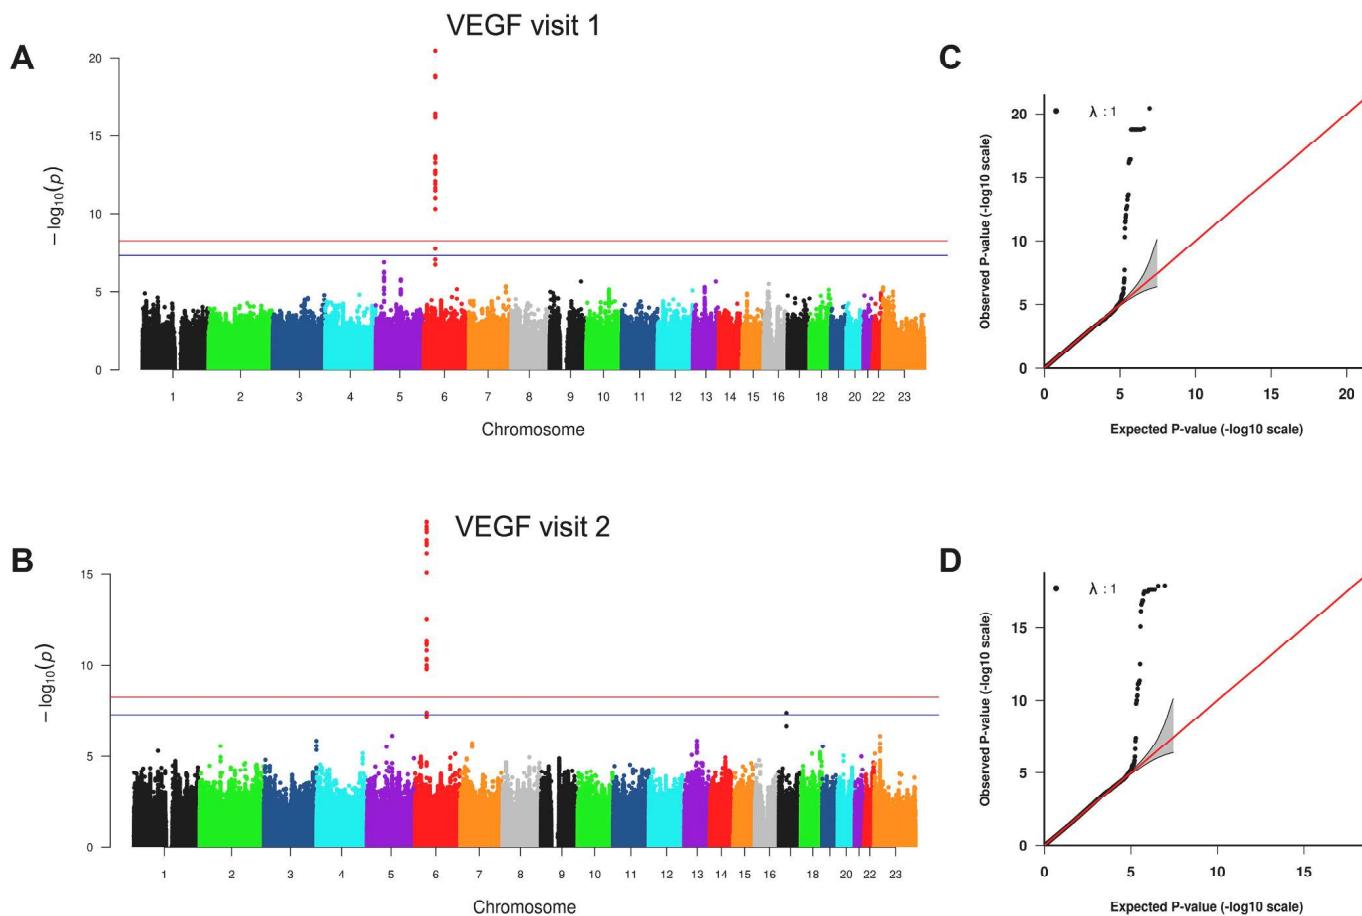 VEGF visit 1
A
20
15
10
5
0
− log10(p)
1 2 3 4 5 6 7 8 9 10 11 12 13 14 15 16 18 20 22 23
Chromosome
C
λ : 1
20
15
10
5
0
Observed P-value (-log10 scale)
0 5 10 15 20
Expected P-value (-log10 scale)
VEGF visit 2
B
15
10
5
0
− log10(p)
1 2 3 4 5 6 7 8 9 10 11 12 13 14 15 16 18 20 22 23
Chromosome
D
λ : 1
15
10
5
0
Observed P-value (-log10 scale)
0 5 10 15
Expected P-value (-log10 scale)